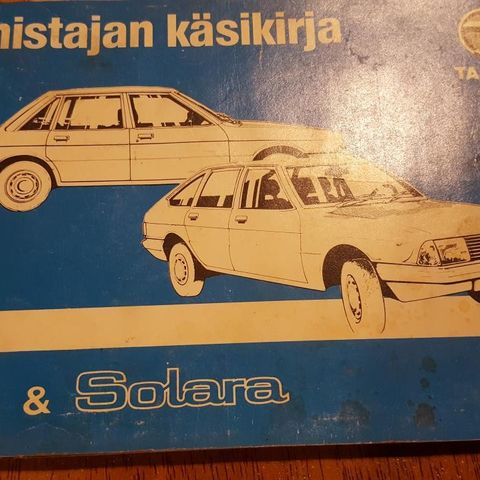 nistajan käsikirja
TA
& Solara